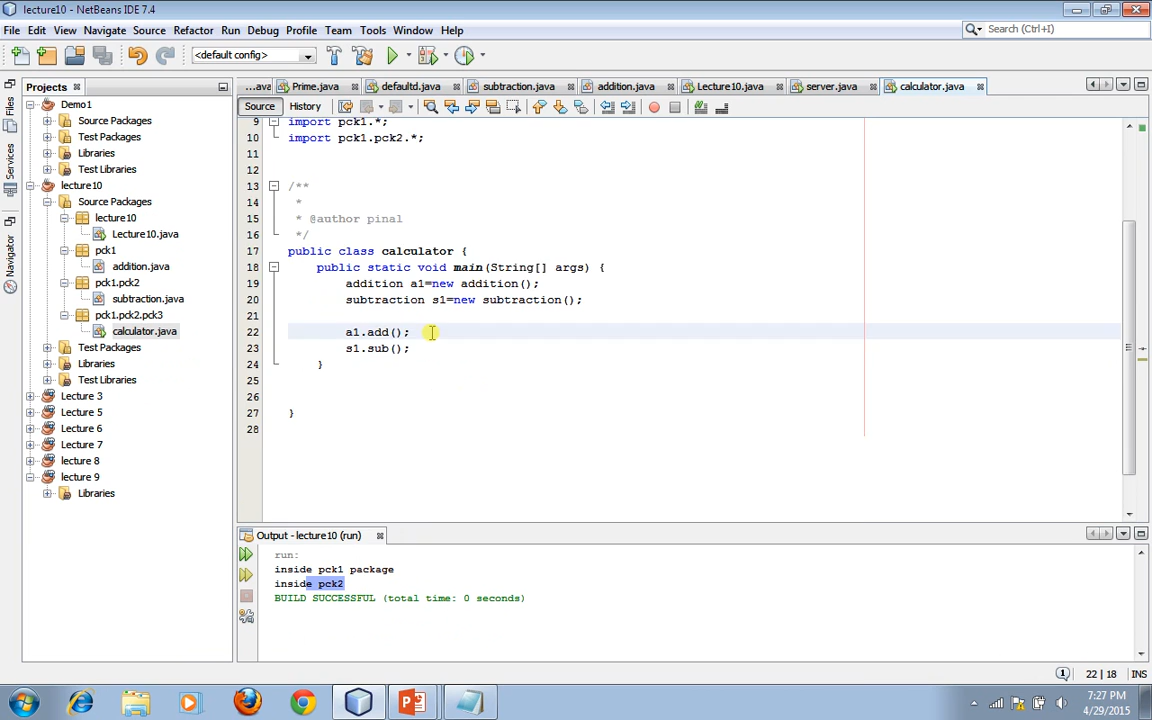 lecture10 - NetBeans IDE 7.4
File Edit View Navigate Source Refactor Run Debug Profile Team Tools Window Help
Search (Ctrl+I)
<default config>
Projects
...ava Prime.java defaultd.java subtraction.java addition.java Lecture10.java server.java calculator.java
Source History
Files
Services
Navigator
Demo1
Source Packages
Test Packages
Libraries
Test Libraries
lecture10
Source Packages
lecture10
Lecture10.java
pck1
addition.java
pck1.pck2
subtraction.java
pck1.pck2.pck3
calculator.java
Test Packages
Libraries
Test Libraries
Lecture 3
Lecture 5
Lecture 6
Lecture 7
lecture 8
lecture 9
Libraries
9 import pck1.*;
10 import pck1.pck2.*;
11
12
13 /**
14 *
15 * @author pinal
16 */
17 public class calculator {
18 public static void main(String[] args) {
19 addition a1=new addition();
20 subtraction s1=new subtraction();
21
22 a1.add();
23 s1.sub();
24 }
25
26
27 }
28
Output - lecture10 (run)
run:
inside pck1 package
inside pck2
BUILD SUCCESSFUL (total time: 0 seconds)
1 22 | 18 INS
7:27 PM
4/29/2015